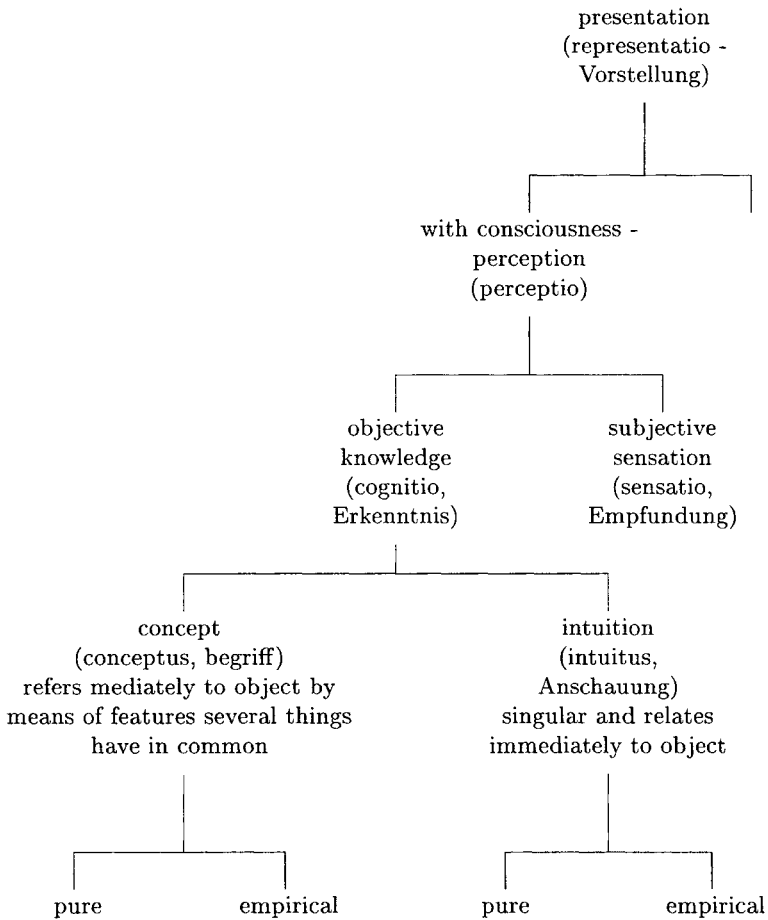 presentation
(representatio -
Vorstellung)
with consciousness -
perception
(perceptio)
objective
knowledge
(cognitio,
Erkenntnis)
subjective
sensation
(sensatio,
Empfundung)
concept
(conceptus, begriff)
refers mediately to object by
means of features several things
have in common
intuition
(intuitus,
Anschauung)
singular and relates
immediately to object
pure
empirical
pure
empirical